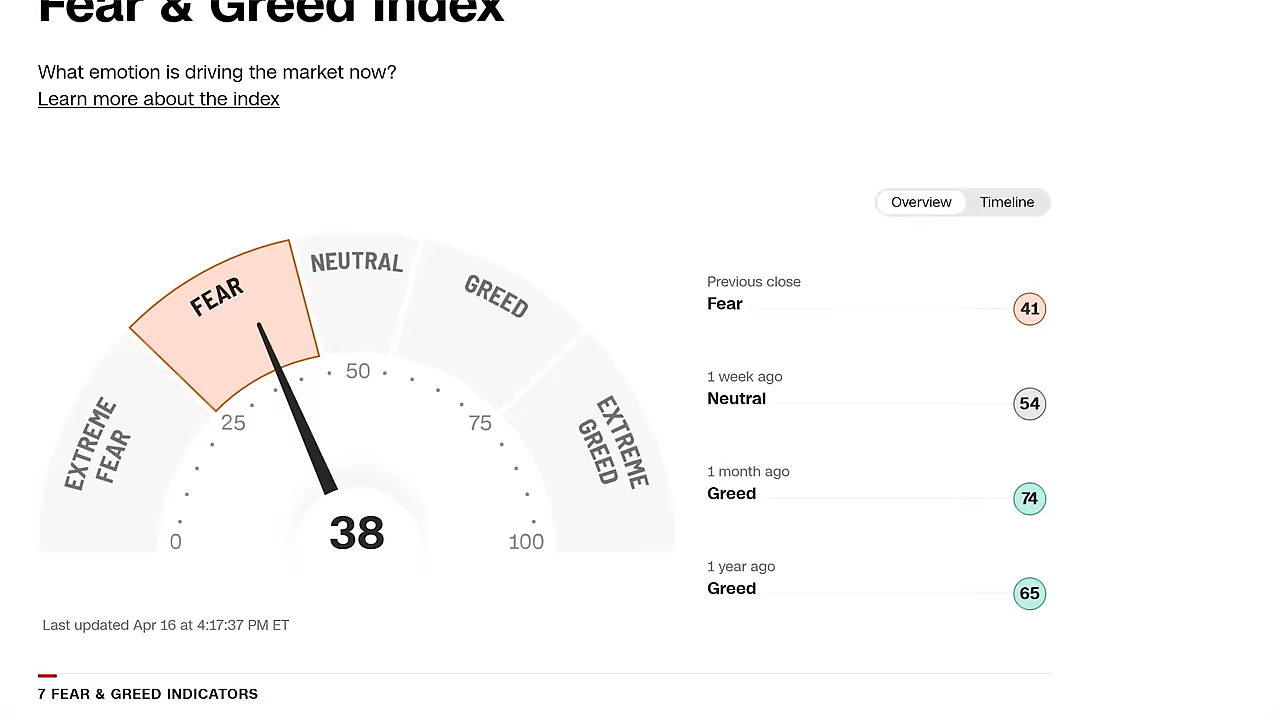 Fear & Greed Index
What emotion is driving the market now?
Learn more about the index
Overview
Timeline
EXTREME
FEAR
FEAR
NEUTRAL
GREED
EXTREME
GREED
0
25
50
75
100
38
Last updated Apr 16 at 4:17:37 PM ET
Previous close
Fear
41
1 week ago
Neutral
54
1 month ago
Greed
74
1 year ago
Greed
65
7 FEAR & GREED INDICATORS